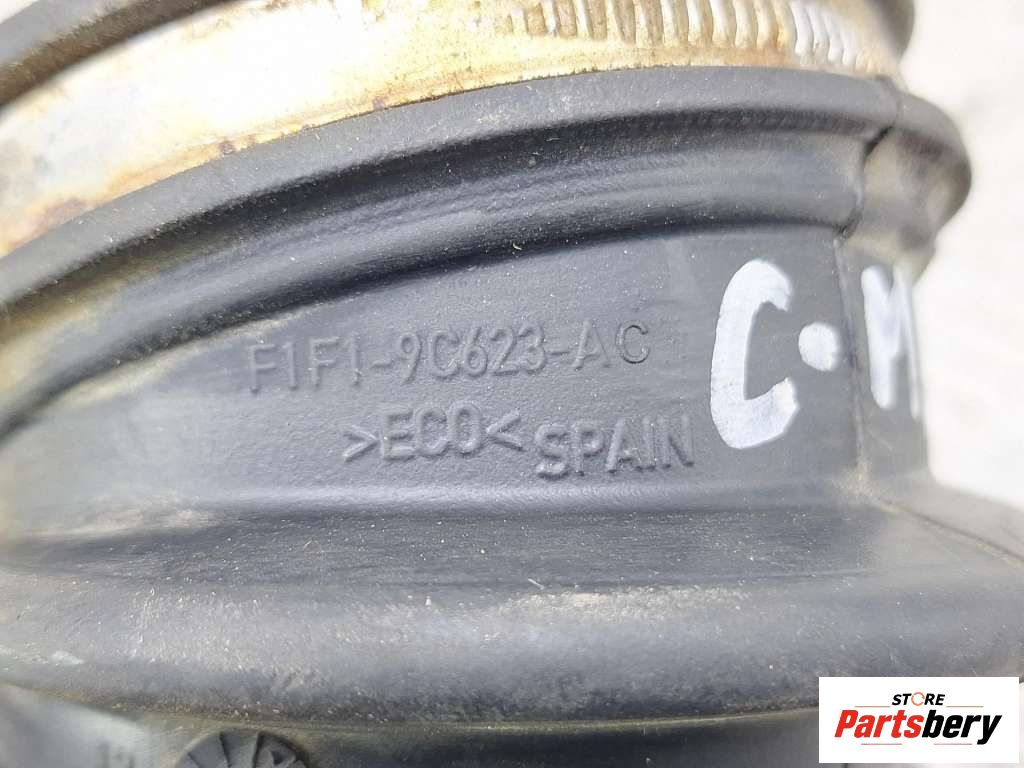 F1F1-9C623-AC
>ECO< SPAIN
C.M
STORE
Partsbery